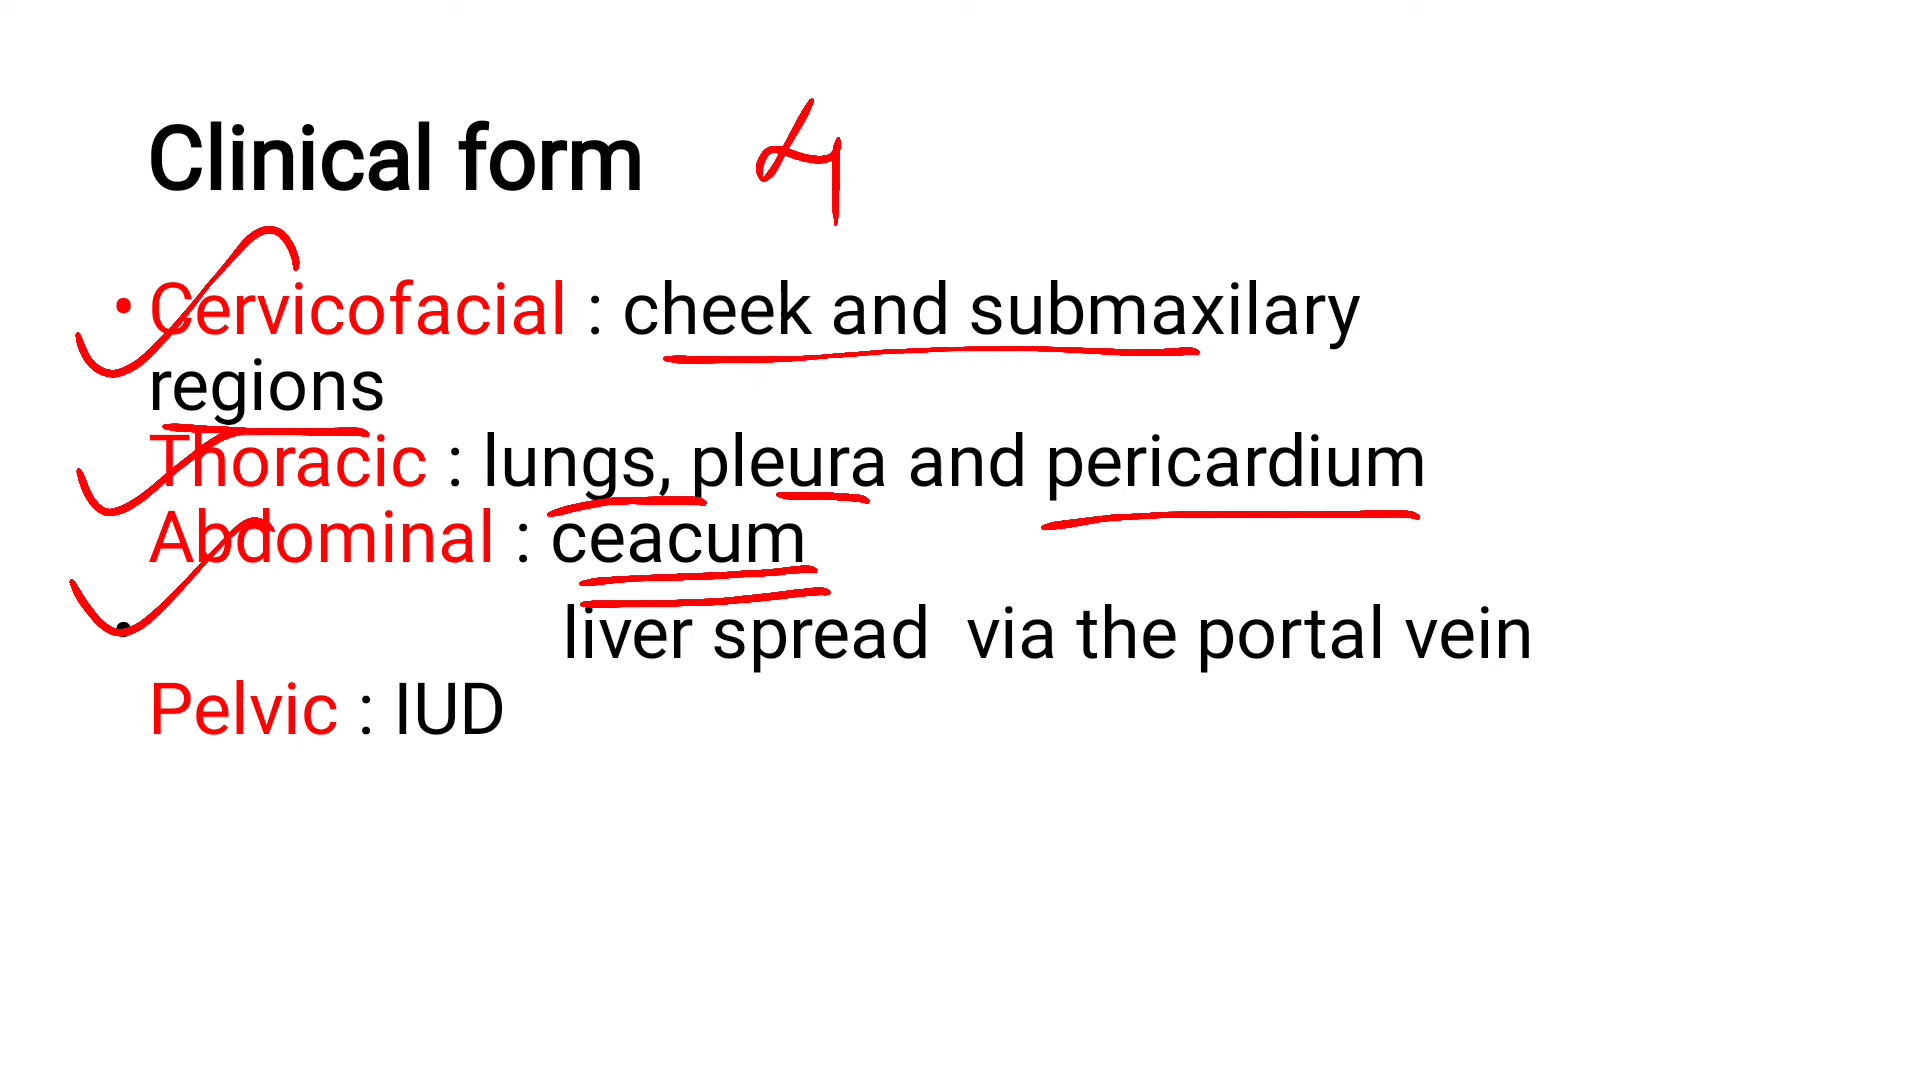 Clinical form 4
• Cervicofacial : cheek and submaxilary
regions
Thoracic : lungs, pleura and pericardium
Abdominal : ceacum
• liver spread via the portal vein
Pelvic : IUD